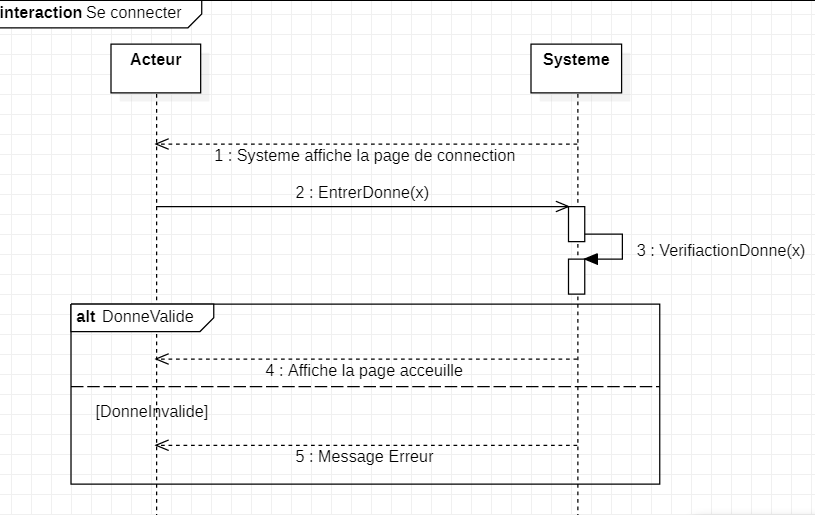 interaction Se connecter
Acteur
Systeme
1 : Systeme affiche la page de connection
2 : EntrerDonne(x)
3 : VerifiactionDonne(x)
alt DonneValide
4 : Affiche la page acceuille
[DonneInvalide]
5 : Message Erreur